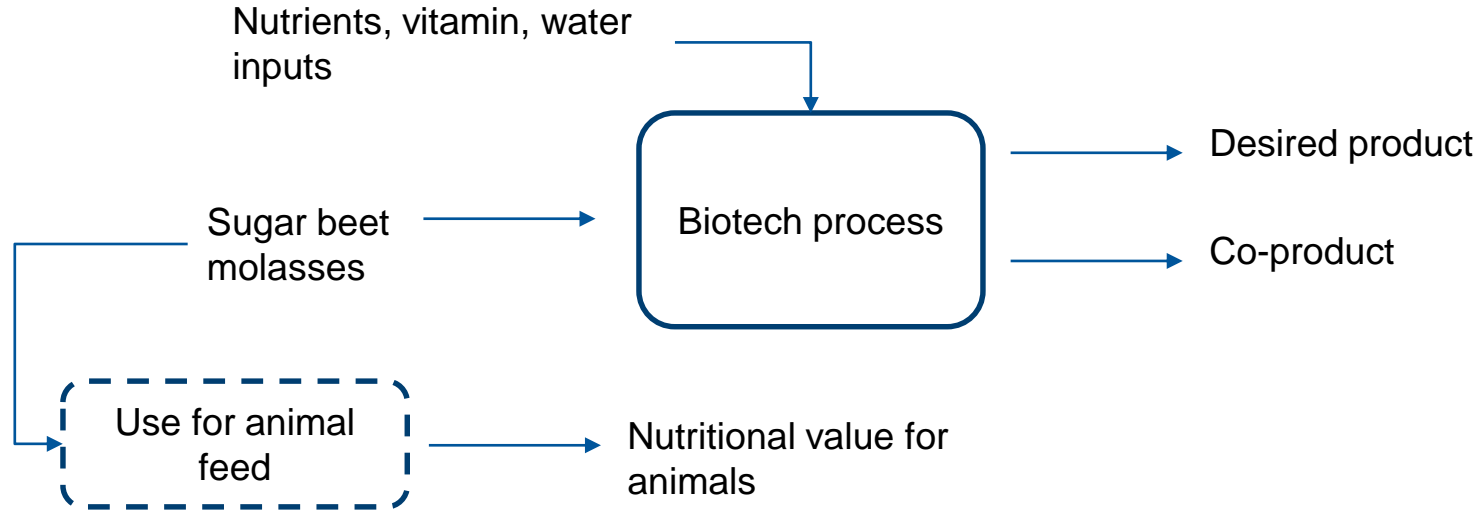 Nutrients, vitamin, water
inputs
Desired product
Biotech process
Sugar beet
molasses
Co-product
Use for animal
feed
Nutritional value for
animals